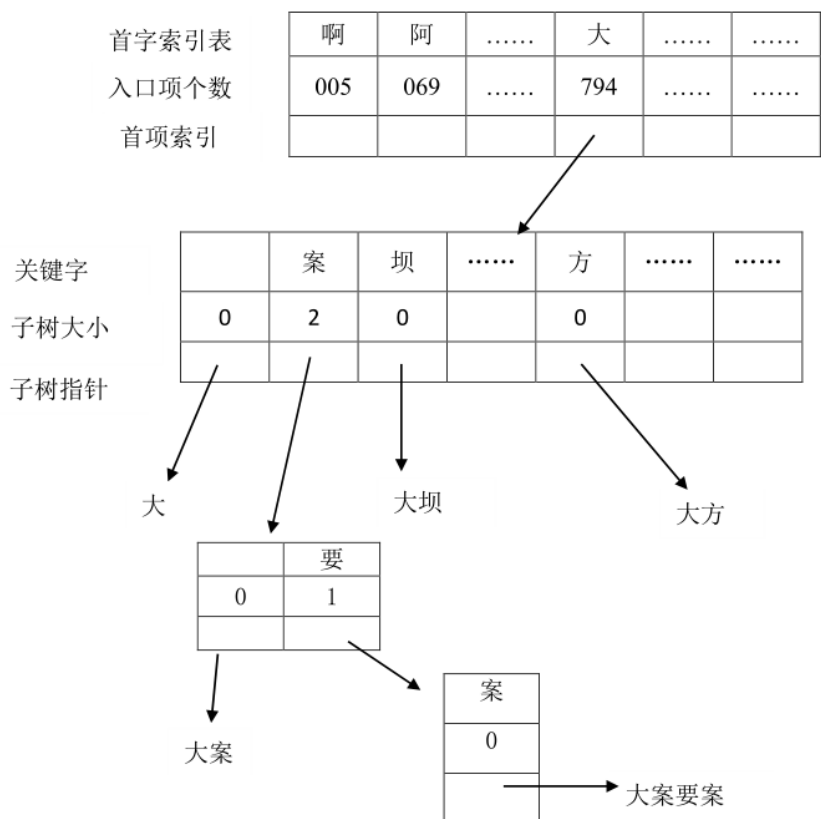 首字索引表 啊 阿 …… 大 …… ……
入口项个数 005 069 …… 794 …… ……
首项索引
关键字 案 坝 …… 方 …… ……
子树大小 0 2 0 0
子树指针
大 大坝 大方
要
0 1
案
大案 0
大案要案